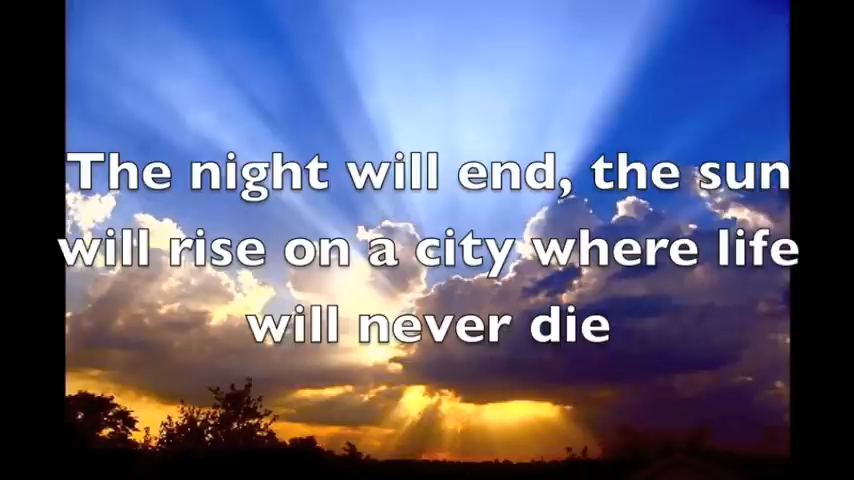 The night will end, the sun
will rise on a city where life
will never die